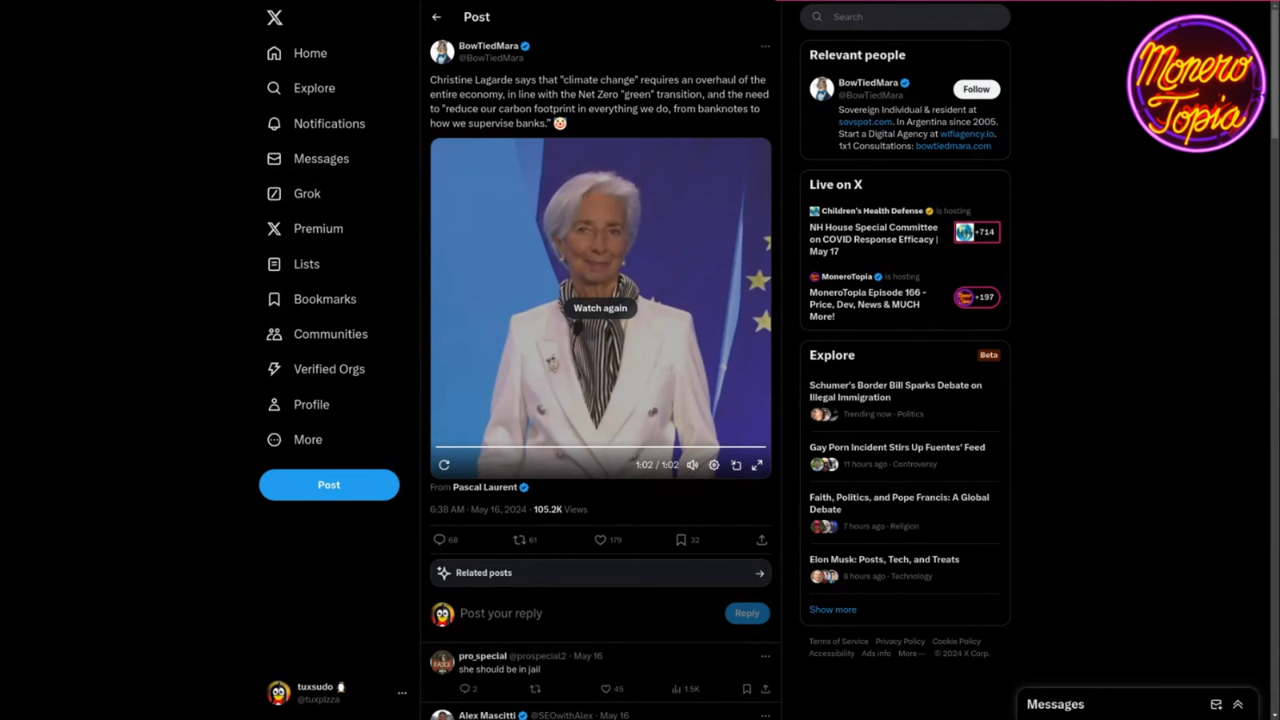 Home
Explore
Notifications
Messages
Grok
Premium
Lists
Bookmarks
Communities
Verified Orgs
Profile
More
Post
tuxsudo
@tuxpizza
Post
BowTiedMara
@BowTiedMara
Christine Lagarde says that "climate change" requires an overhaul of the
entire economy, in line with the Net Zero "green" transition, and the need
to "reduce our carbon footprint in everything we do, from banknotes to
how we supervise banks."
Watch again
1:02 / 1:02
From Pascal Laurent
6:38 AM · May 16, 2024 · 105.2K Views
68 61 179 32
Related posts
Post your reply
Reply
pro_special @prospecial2 · May 16
she should be in jail
2 45 1.5K
Alex Mascitti @SEOwithAlex · May 16
Search
Relevant people
BowTiedMara
@BowTiedMara
Follow
Sovereign Individual & resident at
sovspot.com. In Argentina since 2005.
Start a Digital Agency at wifiagency.io.
1x1 Consultations: bowtiedmara.com
Live on X
Children's Health Defense is hosting
NH House Special Committee
on COVID Response Efficacy |
May 17
+714
MoneroTopia is hosting
MoneroTopia Episode 166 -
Price, Dev, News & MUCH
More!
+197
Explore
Beta
Schumer's Border Bill Sparks Debate on
Illegal Immigration
Trending now · Politics
Gay Porn Incident Stirs Up Fuentes' Feed
11 hours ago · Controversy
Faith, Politics, and Pope Francis: A Global
Debate
7 hours ago · Religion
Elon Musk: Posts, Tech, and Treats
8 hours ago · Technology
Show more
Terms of Service Privacy Policy Cookie Policy
Accessibility Ads info More ··· © 2024 X Corp.
Messages
Monero
Topia